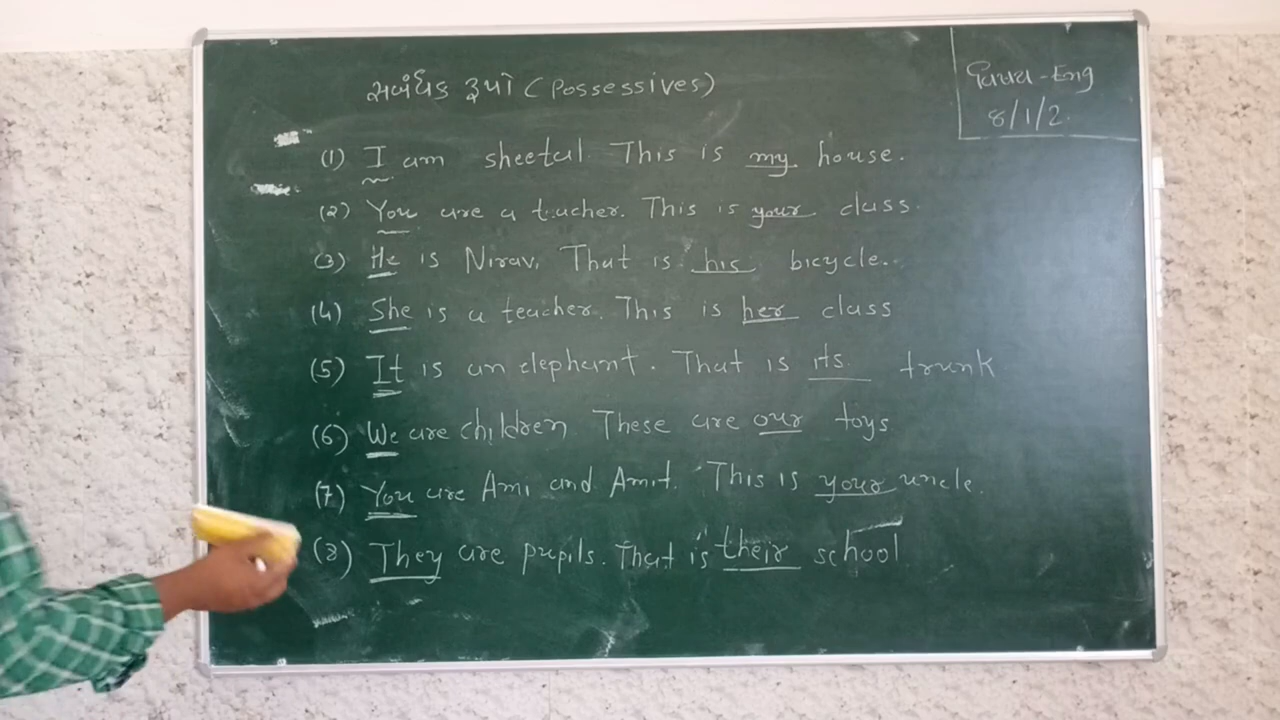 સબંધક રૂપો (Possessives)
વિષય-Eng
8/1/2
(1) I am sheetal. This is my house.
(2) You are a teacher. This is your class.
(3) He is Nirav. That is his bicycle.
(4) She is a teacher. This is her class
(5) It is an elephant. That is its trunk
(6) We are children These are our toys
(7) You are Ami and Amit. This is your uncle.
(8) They are pupils. That is their school